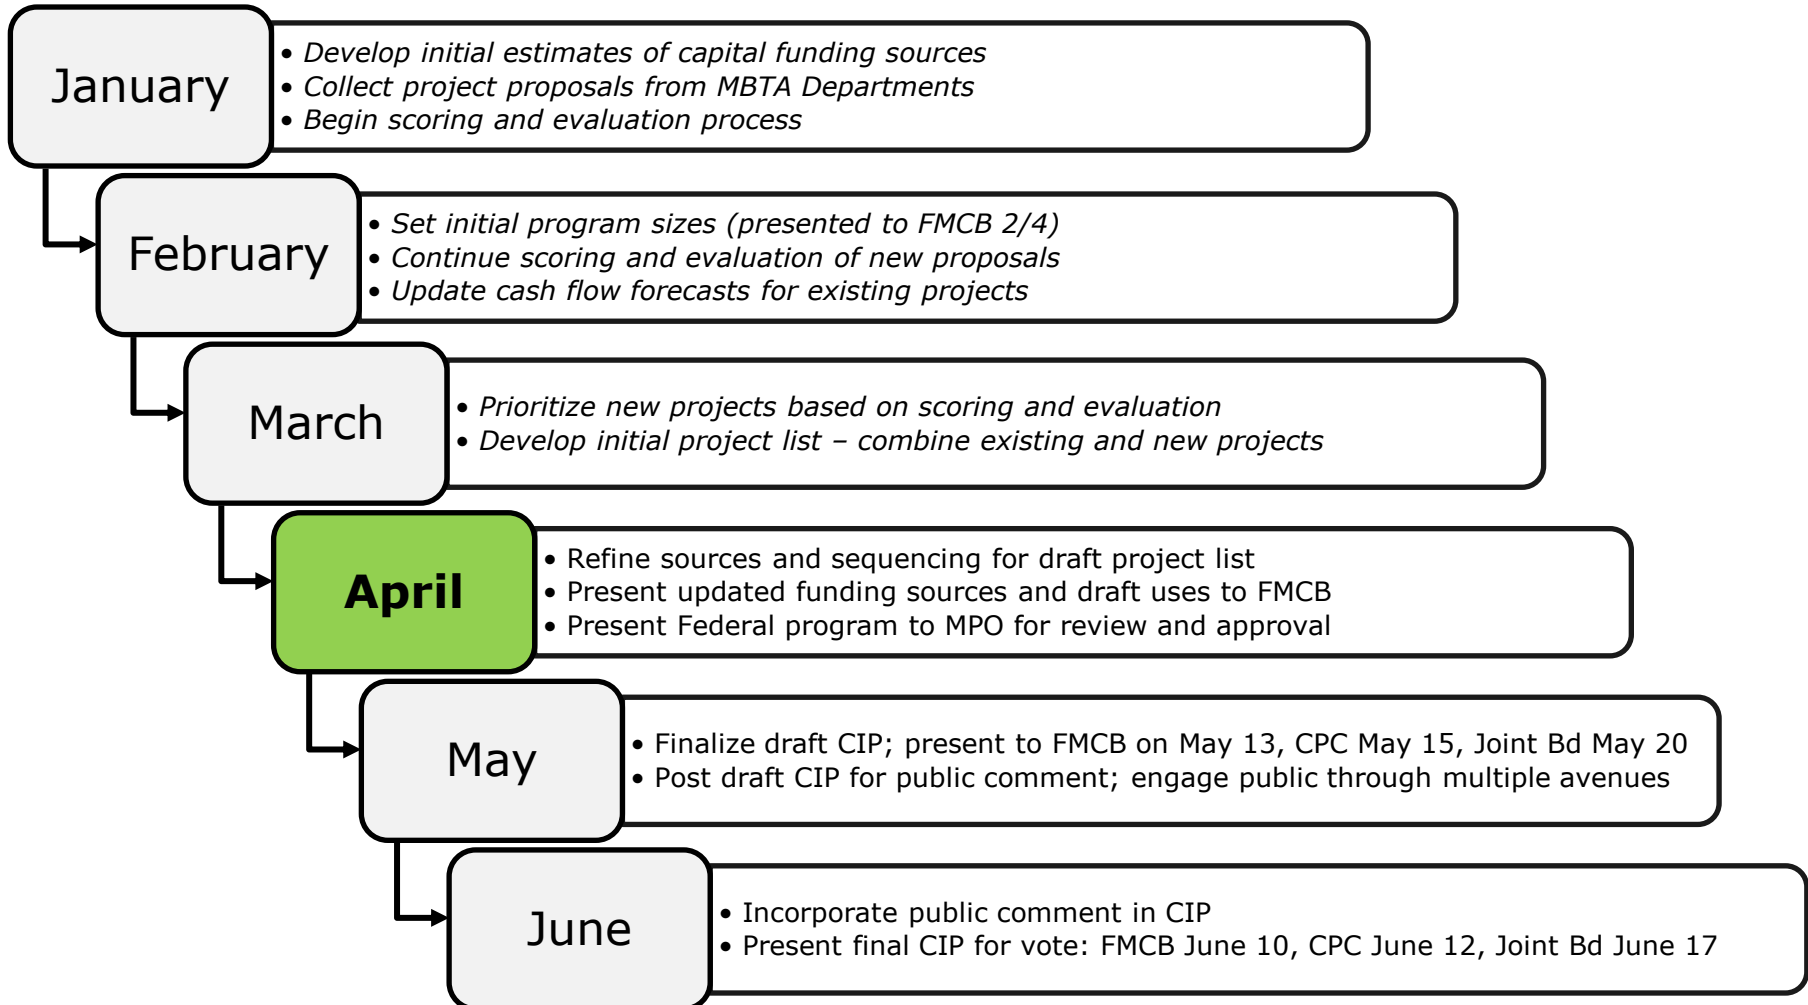 January
• Develop initial estimates of capital funding sources
• Collect project proposals from MBTA Departments
• Begin scoring and evaluation process
February
• Set initial program sizes (presented to FMCB 2/4)
• Continue scoring and evaluation of new proposals
• Update cash flow forecasts for existing projects
March
• Prioritize new projects based on scoring and evaluation
• Develop initial project list – combine existing and new projects
April
• Refine sources and sequencing for draft project list
• Present updated funding sources and draft uses to FMCB
• Present Federal program to MPO for review and approval
May
• Finalize draft CIP; present to FMCB on May 13, CPC May 15, Joint Bd May 20
• Post draft CIP for public comment; engage public through multiple avenues
June
• Incorporate public comment in CIP
• Present final CIP for vote: FMCB June 10, CPC June 12, Joint Bd June 17